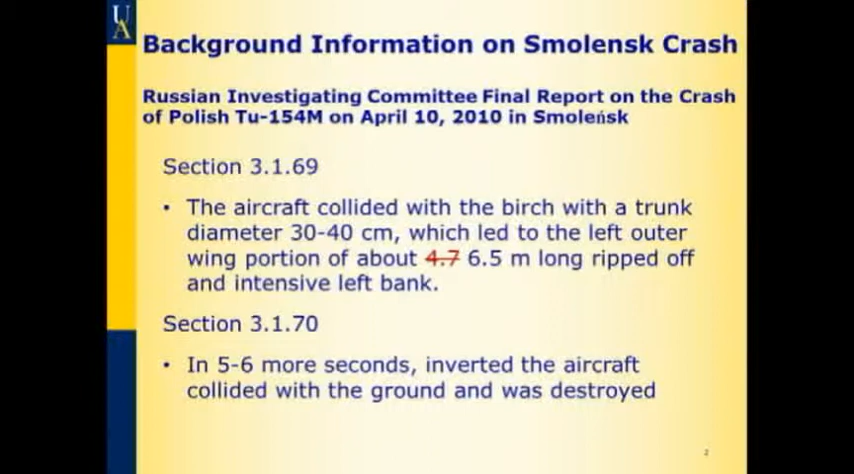 UA
Background Information on Smolensk Crash
Russian Investigating Committee Final Report on the Crash
of Polish Tu-154M on April 10, 2010 in Smoleńsk
Section 3.1.69
• The aircraft collided with the birch with a trunk
diameter 30-40 cm, which led to the left outer
wing portion of about 4.7 6.5 m long ripped off
and intensive left bank.
Section 3.1.70
• In 5-6 more seconds, inverted the aircraft
collided with the ground and was destroyed
2